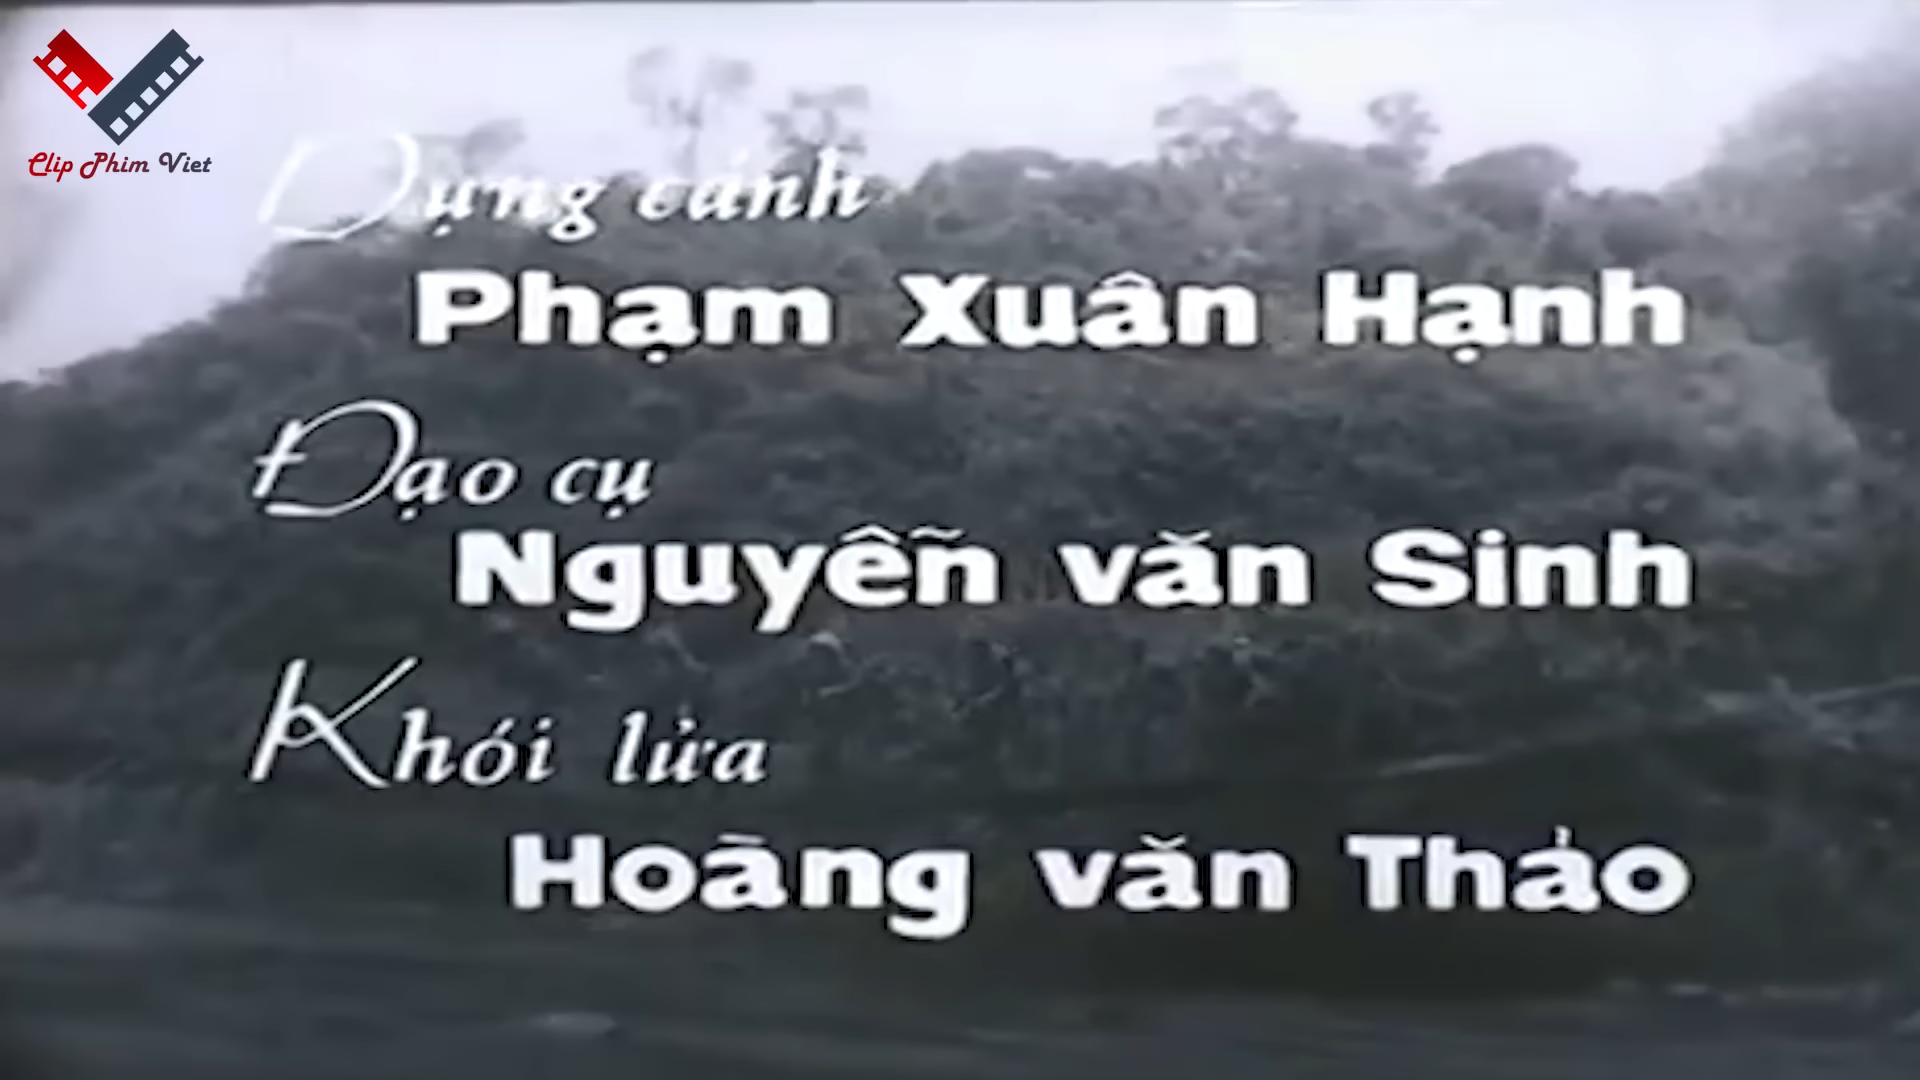 Clip Phim Viet
Dựng cảnh
Phạm Xuân Hạnh
Đạo cụ
Nguyễn văn Sinh
Khói lửa
Hoàng văn Thảo